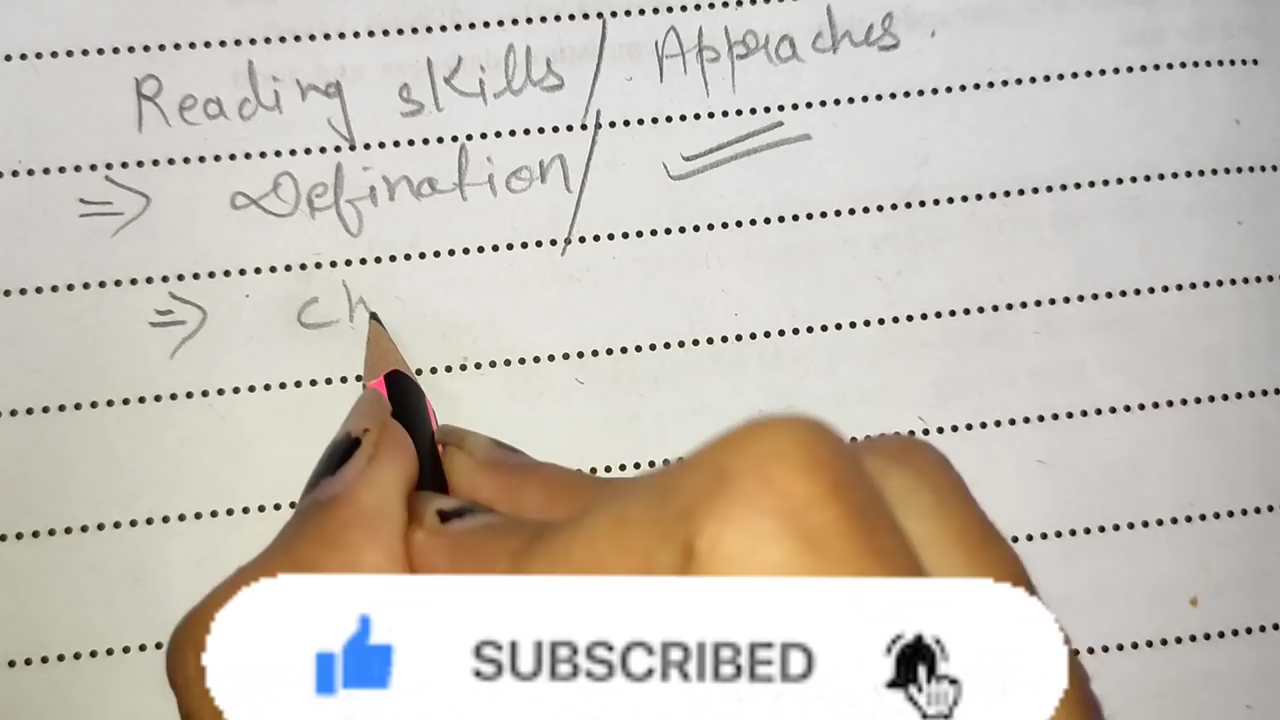 Reading skills / Appraches.
=> Defination /
=> Ch
SUBSCRIBED